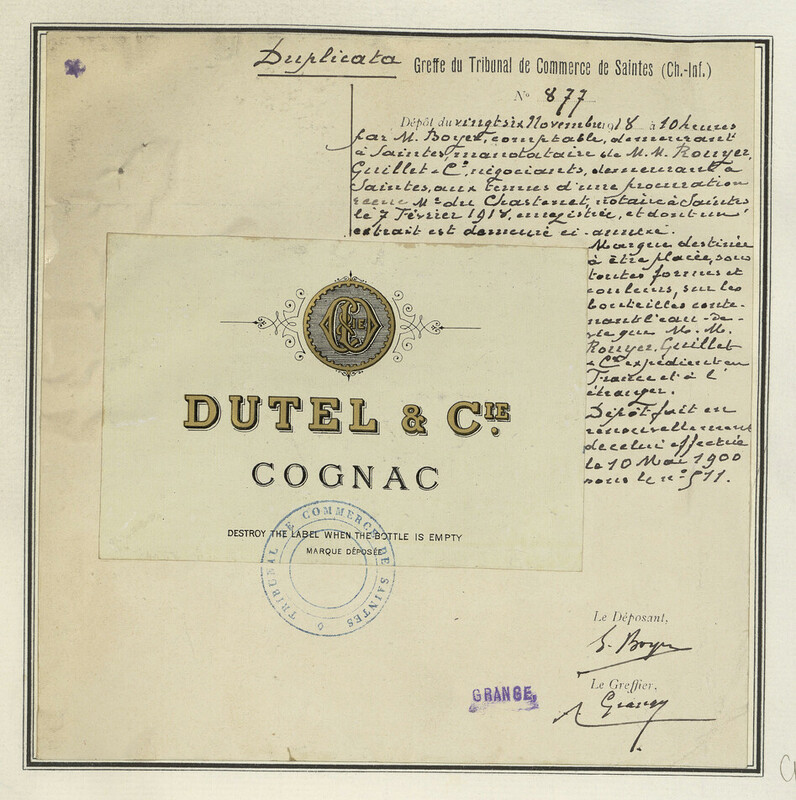 Duplicata Greffe du Tribunal de Commerce de Saintes (Ch.-Inf.)
N° 877
Dépôt du vingt six Novembre 1918 à 10 heures
par M. Boyer, comptable, demeurant
à Saintes, mandataire de M.M. Rouyer,
Guillet & Cie, négociants, demeurant à
Saintes, aux termes d'une procuration
reçue Me du Chastenet, notaire à Saintes
le 7 Février 1918, enregistrée, et dont un
extrait est demeuré ci-annexé.
Marque destinée
à être placée, sous
toutes formes et
couleurs, sur les
bouteilles conte-
nant l'eau-de-
vie que M.M.
Rouyer, Guillet
& Cie expédient en
France et à l'
étranger.
Dépôt fait en
renouvellement
de celui effectué
le 10 Mai 1900
sous le n° 511.
CIE
DUTEL & CIE
COGNAC
DESTROY THE LABEL WHEN THE BOTTLE IS EMPTY
MARQUE DÉPOSÉE
TRIBUNAL DE COMMERCE DE SAINTES
Le Déposant,
Boyer
Le Greffier,
GRANGE,